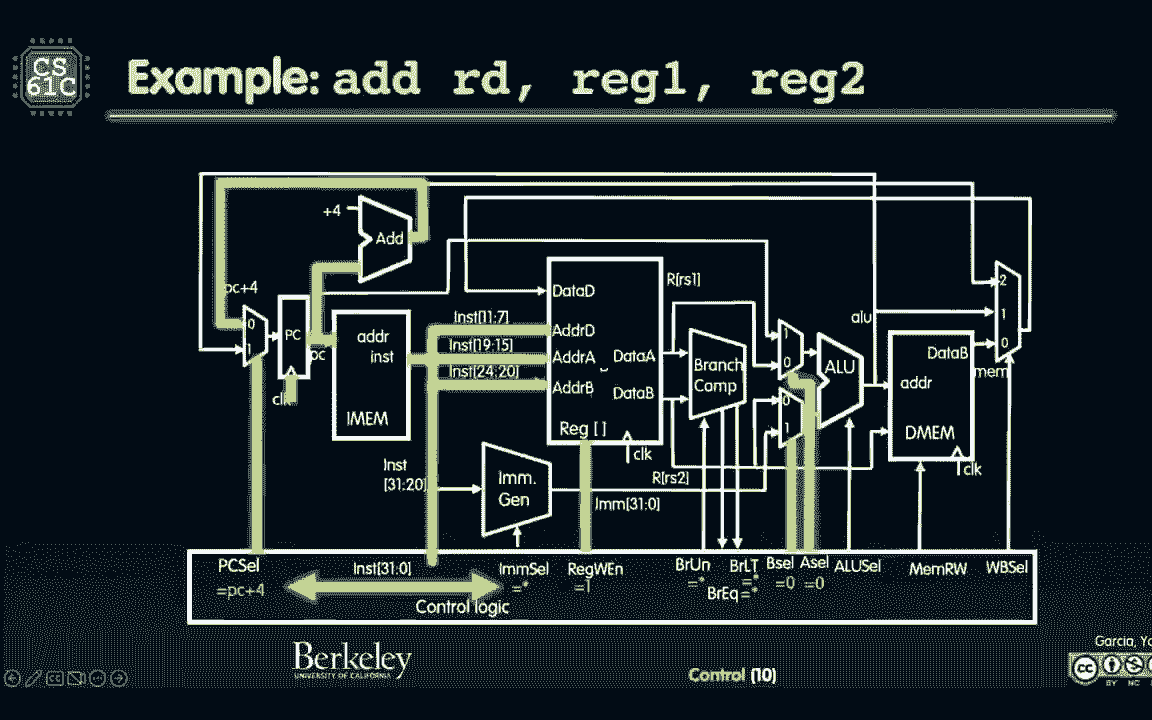 CS
61C
Example: add rd, reg1, reg2
+4
Add
pc+4
0
1
PC
pc
clk
addr
inst
IMEM
Inst[11:7]
Inst[19:15]
Inst[24:20]
Inst
[31:20]
DataD
AddrD
AddrA
AddrB
DataA
DataB
Reg []
clk
R[rs1]
R[rs2]
Imm.
Gen
Imm[31:0]
Branch
Comp
1
0
0
1
ALU
alu
DataB
addr
DMEM
clk
2
1
0
mem
PCSel
=pc+4
Inst[31:0]
Control logic
ImmSel
=*
RegWEn
=1
BrUn
=*
BrLT
=*
BrEq=*
Bsel
=0
Asel
=0
ALUSel
MemRW
WBSel
Berkeley
UNIVERSITY OF CALIFORNIA
Control (10)
Garcia,
cc
BY NC